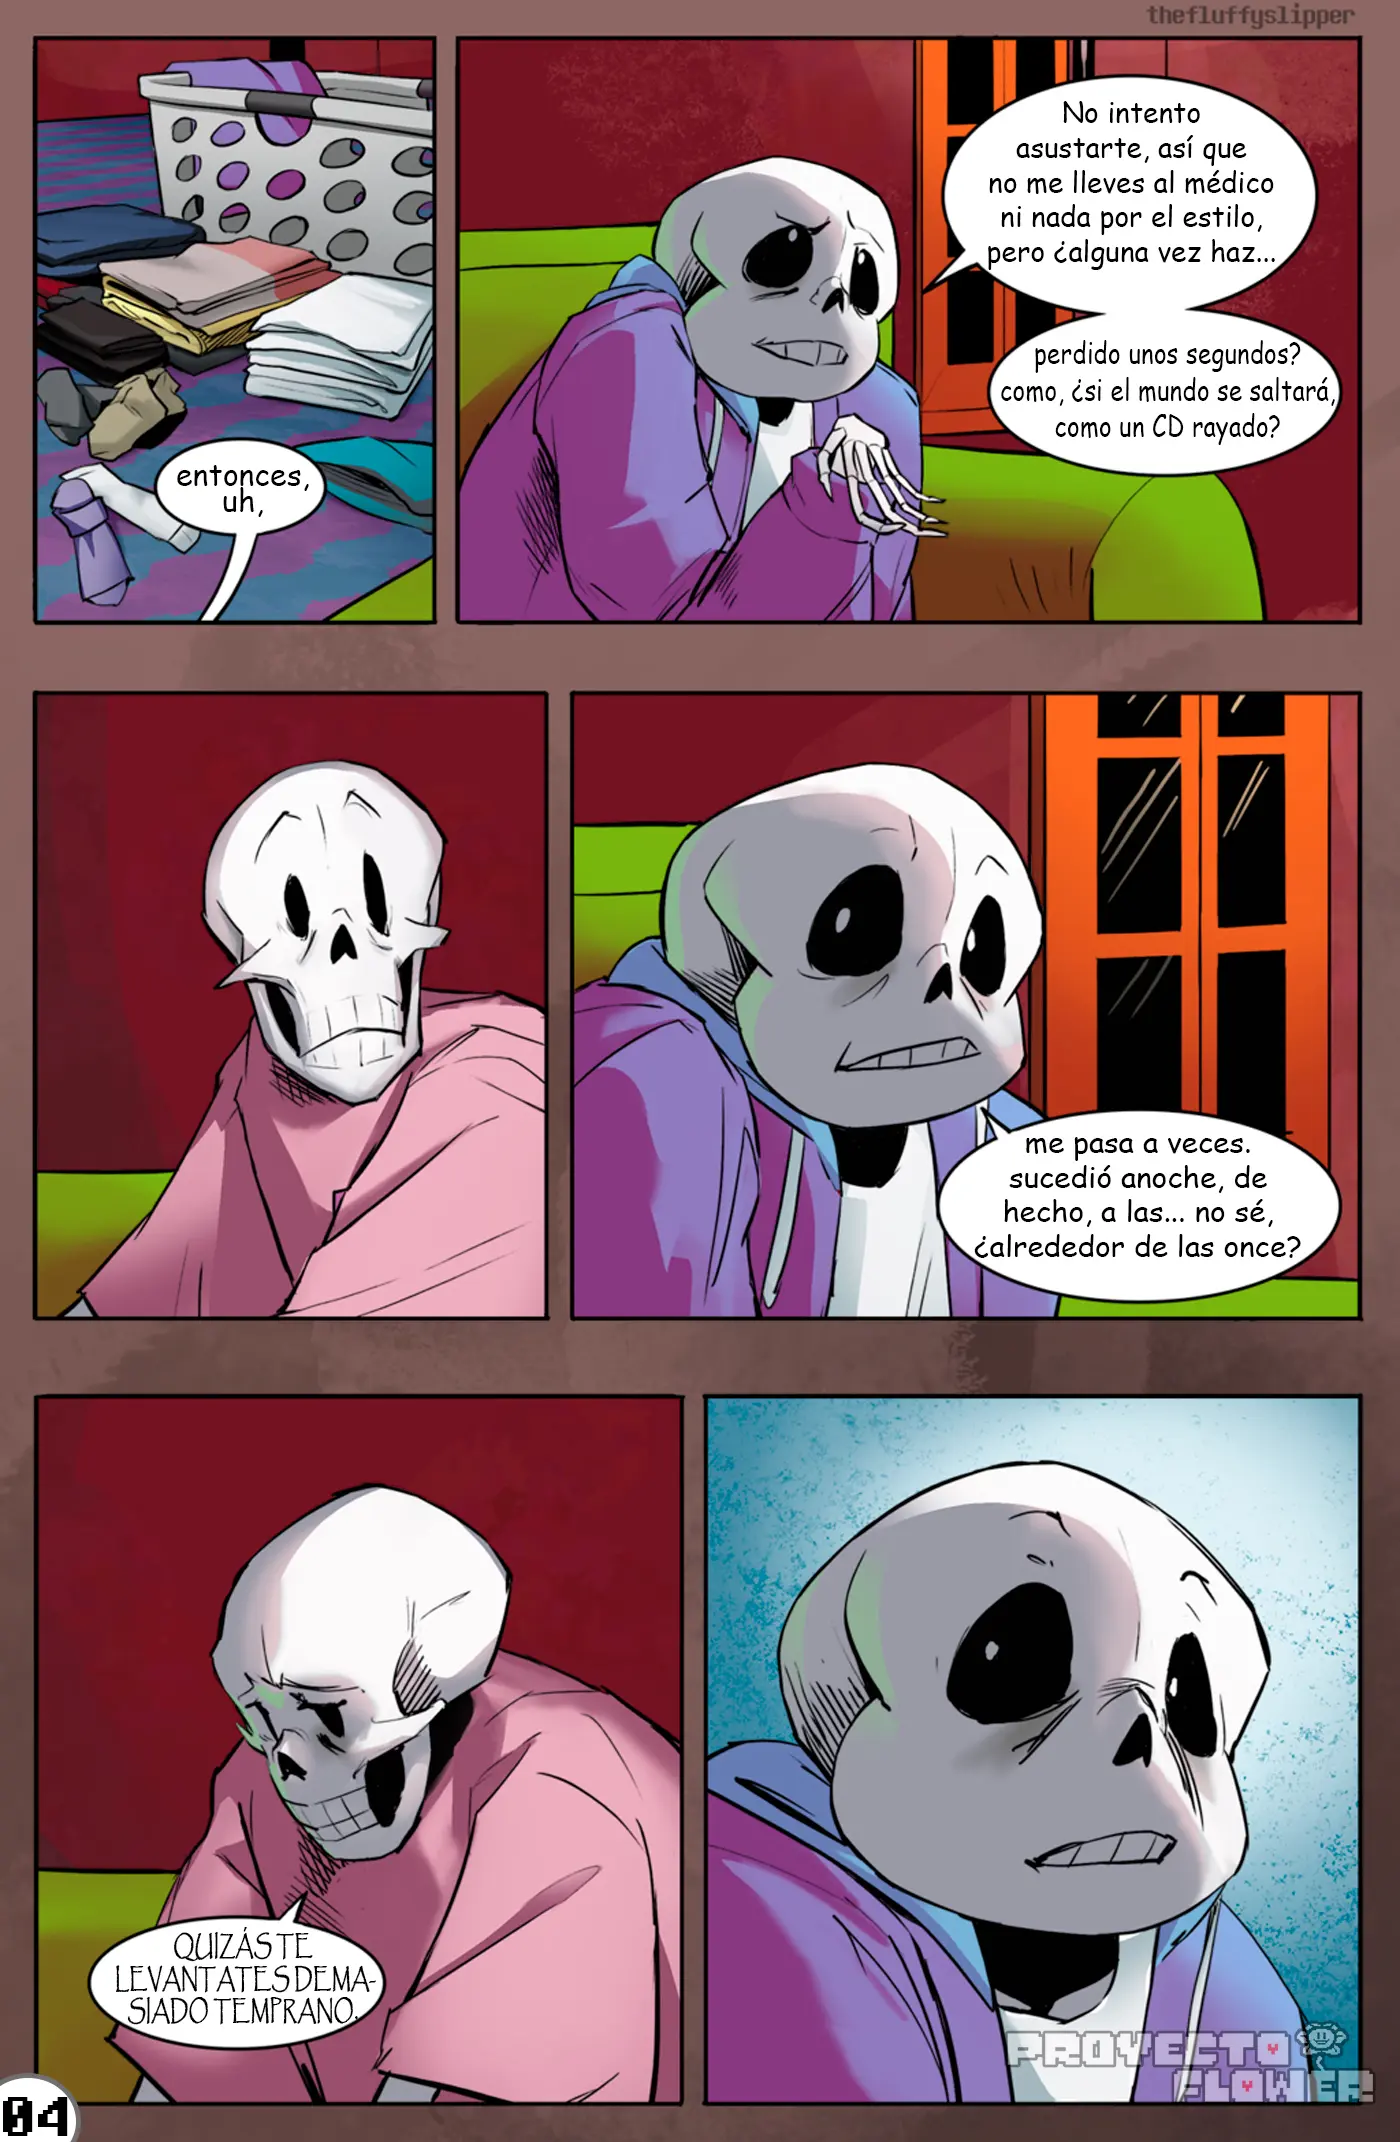 thefluffyslipper
entonces,
uh,
No intento
asustarte, así que
no me lleves al médico
ni nada por el estilo,
pero ¿alguna vez haz...
perdido unos segundos?
como, ¿si el mundo se saltará,
como un CD rayado?
me pasa a veces.
sucedió anoche, de
hecho, a las... no sé,
¿alrededor de las once?
QUIZÁS TE
LEVANTATES DEMA-
SIADO TEMPRANO.
PROYECTO
FLOWER
04